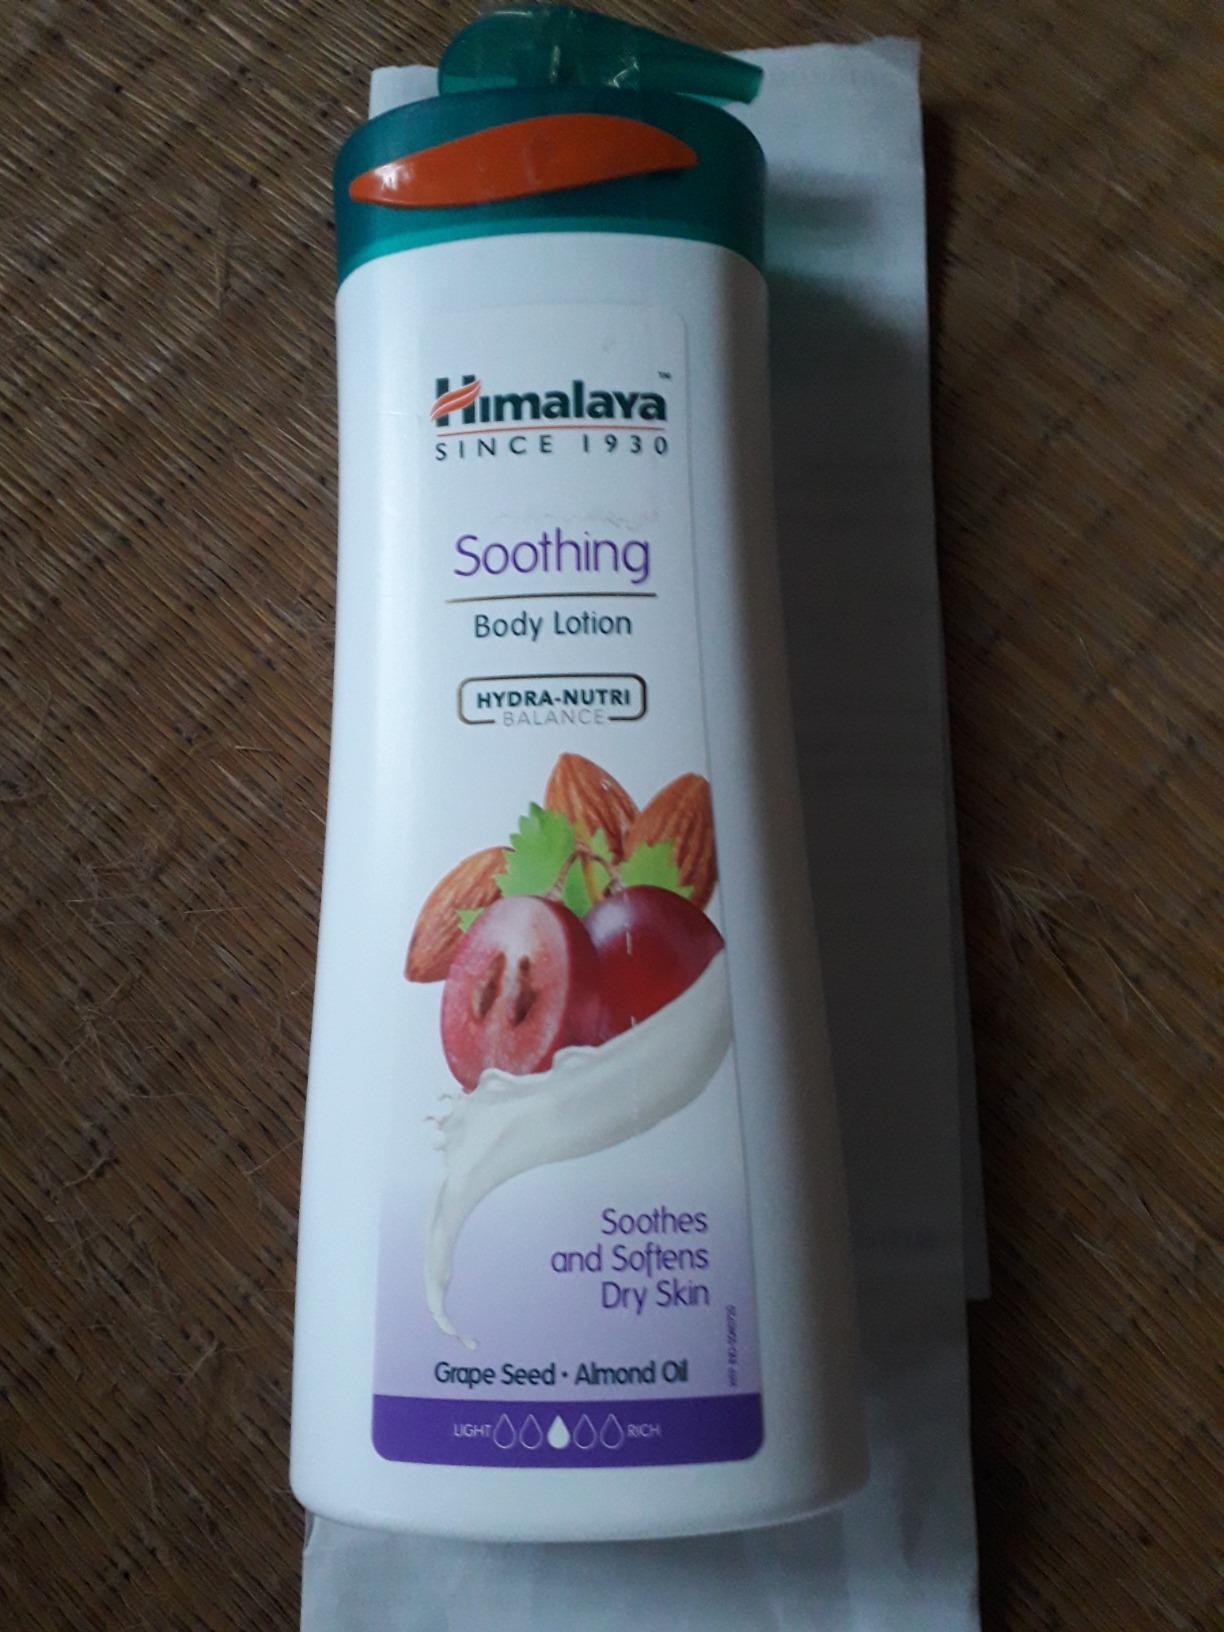 Himalaya™
SINCE 1930
Soothing
Body Lotion
HYDRA-NUTRI
BALANCE
Soothes
and Softens
Dry Skin
Grape Seed • Almond Oil
LIGHT RICH